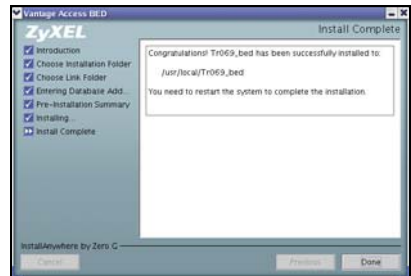 Vantage Access BED
ZyXEL
Install Complete
Introduction
Choose Installation Folder
Choose Link Folder
Entering Database Add...
Pre-Installation Summary
Installing...
Install Complete
Congratulations! Tr069_bed has been successfully installed to:
/usr/local/Tr069_bed
You need to restart the system to complete the installation.
InstallAnywhere by Zero G
Cancel
Previous
Done